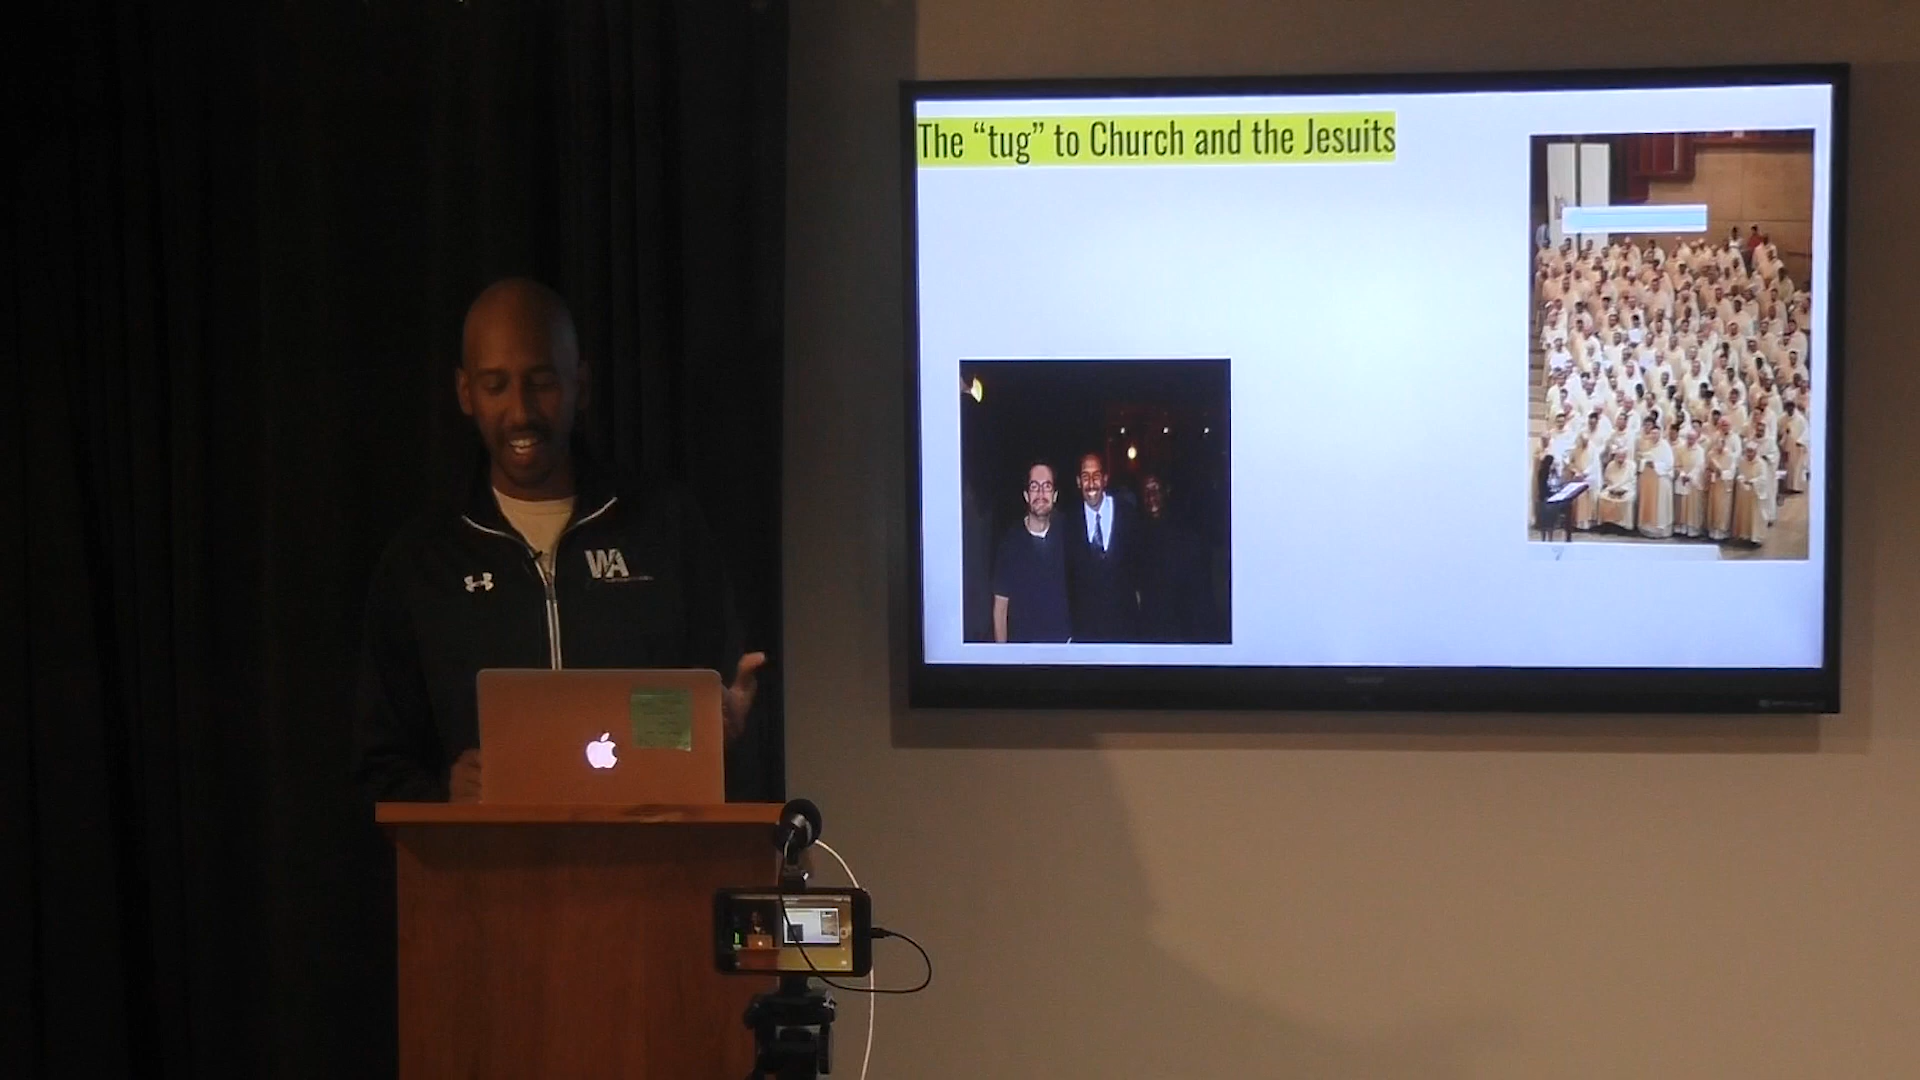 The “tug” to Church and the Jesuits
WA